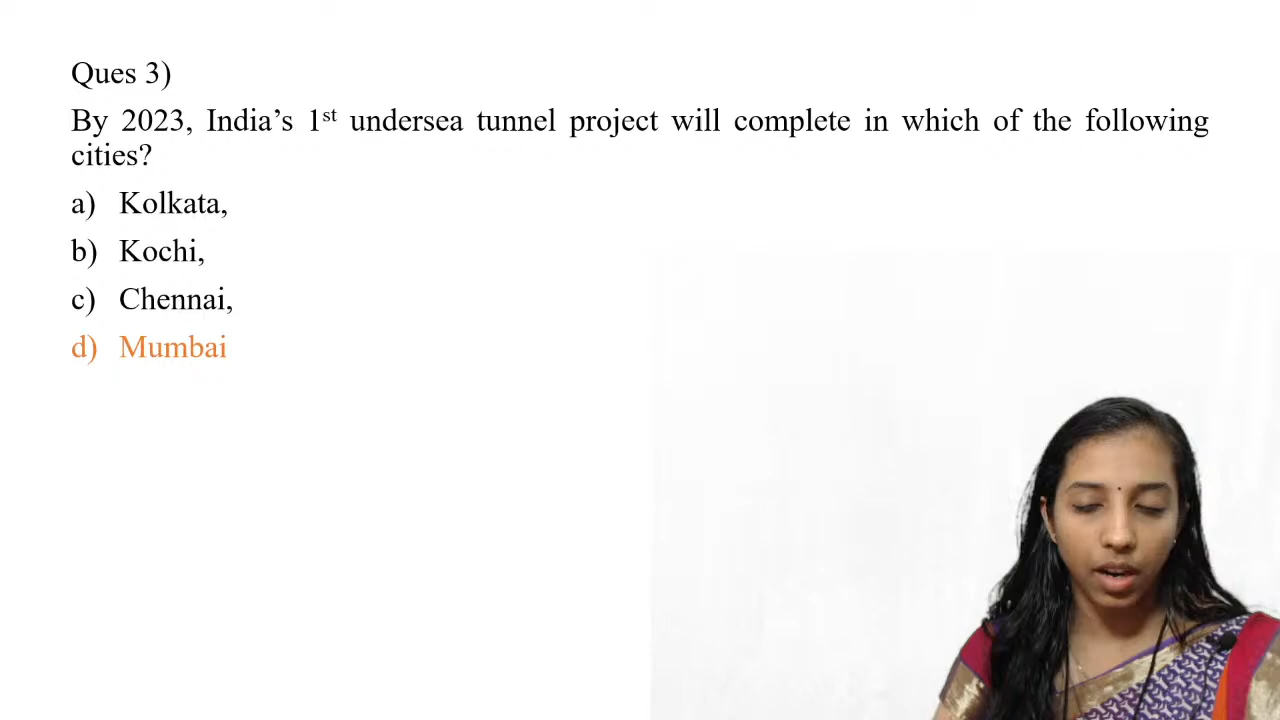 Ques 3)
By 2023, India’s 1st undersea tunnel project will complete in which of the following
cities?
a) Kolkata,
b) Kochi,
c) Chennai,
d) Mumbai